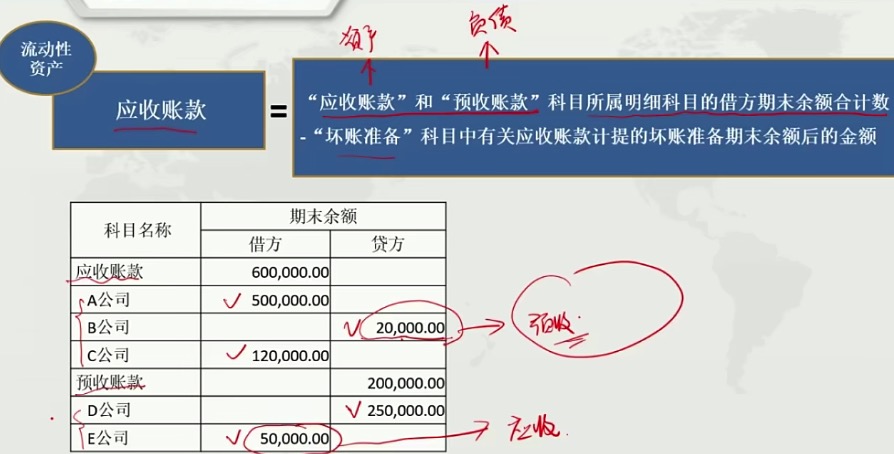 资产
负债
流动性
资产
应收账款
=
“应收账款”和“预收账款”科目所属明细科目的借方期末余额合计数
-“坏账准备”科目中有关应收账款计提的坏账准备期末余额后的金额
科目名称 期末余额
借方 贷方
应收账款 600,000.00
A公司 500,000.00
B公司 20,000.00
预收
C公司 120,000.00
预收账款 200,000.00
D公司 250,000.00
E公司 50,000.00
应收